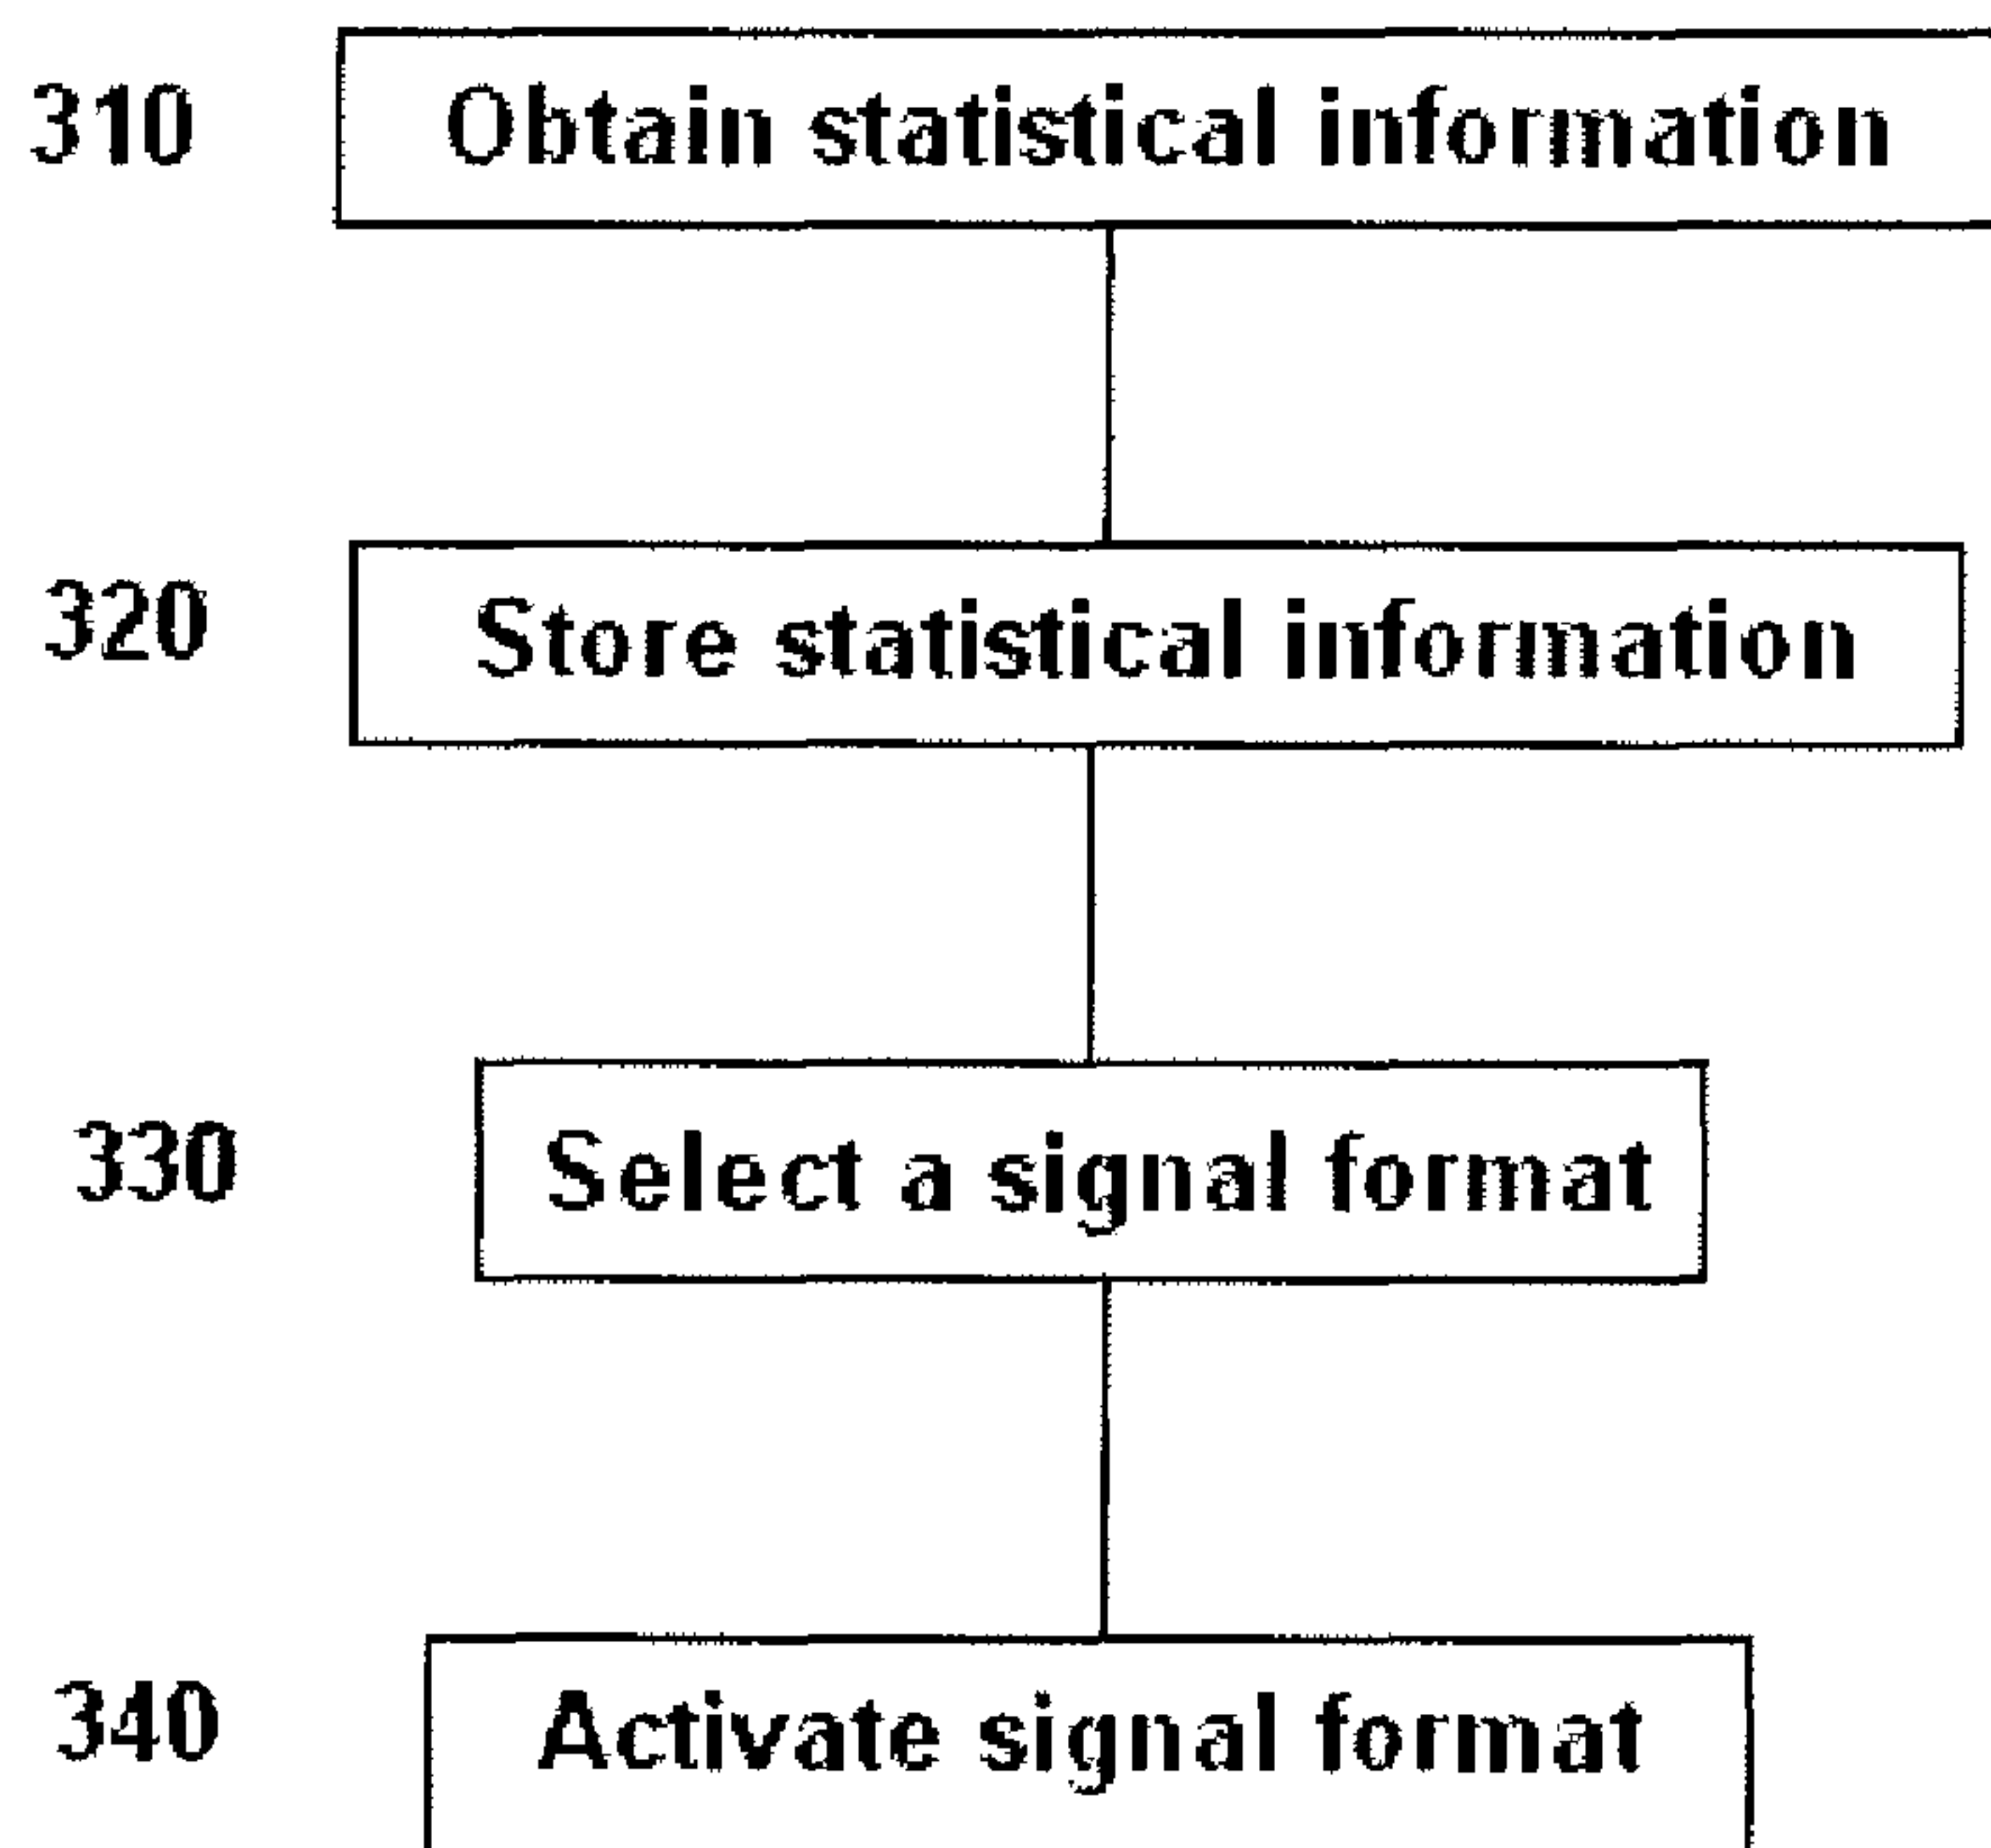 310 Obtain statistical information
320 Store statistical information
330 Select a signal format
340 Activate signal format